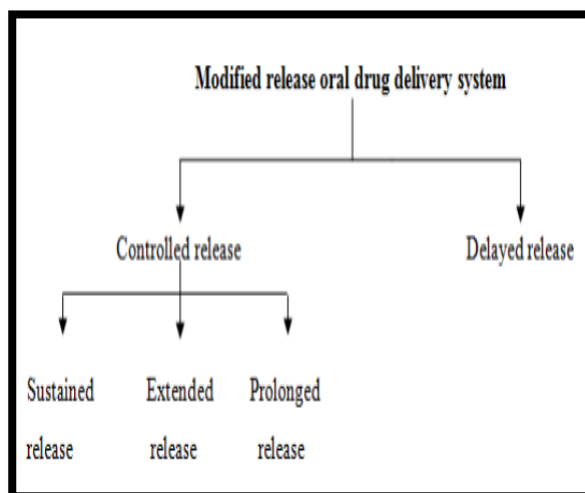 Modified release oral drug delivery system
Controlled release
Delayed release
Sustained release
Extended release
Prolonged release